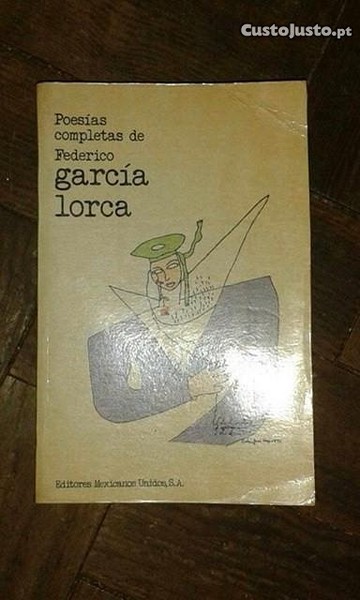 CustoJusto.pt
Poesías
completas de
Federico
garcía
lorca
Editores Mexicanos Unidos, S.A.